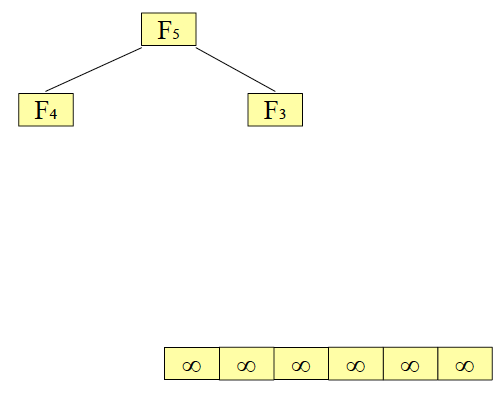 F₅
F₄ F₃
∞ ∞ ∞ ∞ ∞ ∞